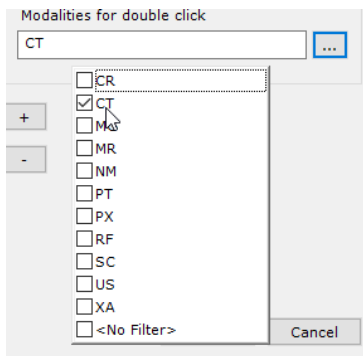 Modalities for double click
CT
...
CR
CT
+
MR
-
NM
PT
PX
RF
SC
US
XA
<No Filter>
Cancel